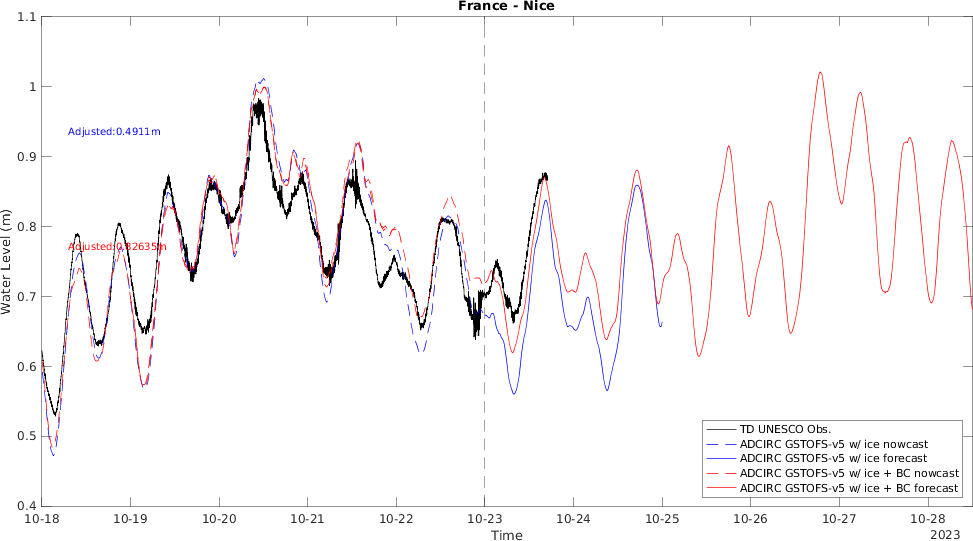 France - Nice
1.1
1
0.9
0.8
0.7
0.6
0.5
0.4
Water Level (m)
Adjusted:0.4911m
Adjusted:0.32635m
10-18 10-19 10-20 10-21 10-22 10-23 10-24 10-25 10-26 10-27 10-28
Time
2023
TD UNESCO Obs.
ADCIRC GSTOFS-v5 w/ ice nowcast
ADCIRC GSTOFS-v5 w/ ice forecast
ADCIRC GSTOFS-v5 w/ ice + BC nowcast
ADCIRC GSTOFS-v5 w/ ice + BC forecast